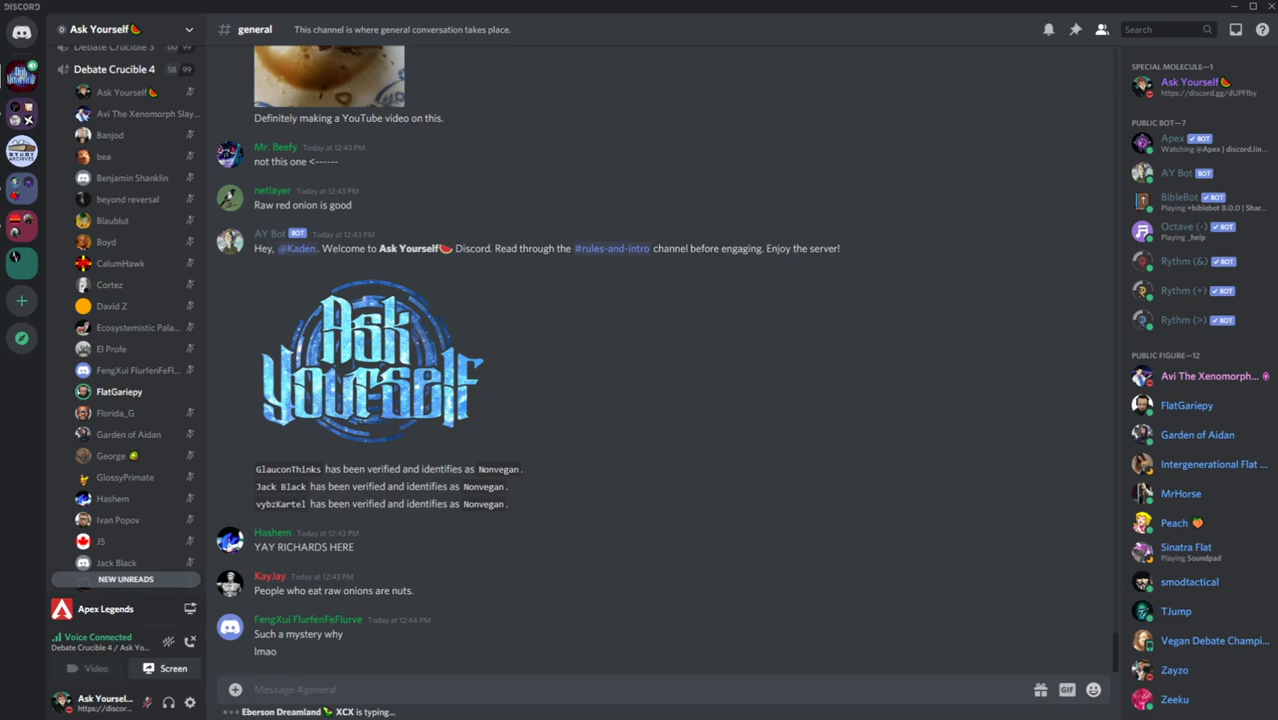 DISCORD
Ask Yourself
# general
This channel is where general conversation takes place.
Search
Debate Crucible 3
00 99
Debate Crucible 4
58 99
Ask Yourself
Avi The Xenomorph Slay...
Banjod
bea
Benjamin Shanklin
beyond reversal
Blaublut
Boyd
CalumHawk
Cortez
David Z
Ecosystemistic Pala...
El Profe
FengXui FlurfenFeFl...
FlatGariepy
Florida_G
Garden of Aidan
George
GlossyPrimate
Hashem
Ivan Popov
J5
Jack Black
NEW UNREADS
Apex Legends
Voice Connected
Debate Crucible 4 / Ask Yo...
Video
Screen
Ask Yoursel...
https://discor...
Definitely making a YouTube video on this.
Mr. Beefy Today at 12:43 PM
not this one <------
netlayer Today at 12:43 PM
Raw red onion is good
AY Bot BOT Today at 12:43 PM
Hey, @Kaden. Welcome to Ask Yourself Discord. Read through the #rules-and-intro channel before engaging. Enjoy the server!
Ask
Yourself
GlauconThinks has been verified and identifies as Nonvegan.
Jack Black has been verified and identifies as Nonvegan.
vybzKartel has been verified and identifies as Nonvegan.
Hashem Today at 12:43 PM
YAY RICHARDS HERE
KayJay Today at 12:43 PM
People who eat raw onions are nuts.
FengXui FlurfenFeFlurve Today at 12:44 PM
Such a mystery why
lmao
Message #general
GIF
Eberson Dreamland XCX is typing...
SPECIAL MOLECULE—1
Ask Yourself
https://discord.gg/dUPFfby
PUBLIC BOT—7
Apex BOT
Watching @Apex | discord.lin...
AY Bot BOT
BibleBot BOT
Playing +biblebot 8.0.0 | Shar...
Octave (-) BOT
Playing _help
Rythm (&) BOT
Rythm (+) BOT
Rythm (>) BOT
PUBLIC FIGURE—12
Avi The Xenomorph...
FlatGariepy
Garden of Aidan
Intergenerational Flat ...
MrHorse
Peach
Sinatra Flat
Playing Soundpad
smodtactical
TJump
Vegan Debate Champi...
Zayzo
Zeeku